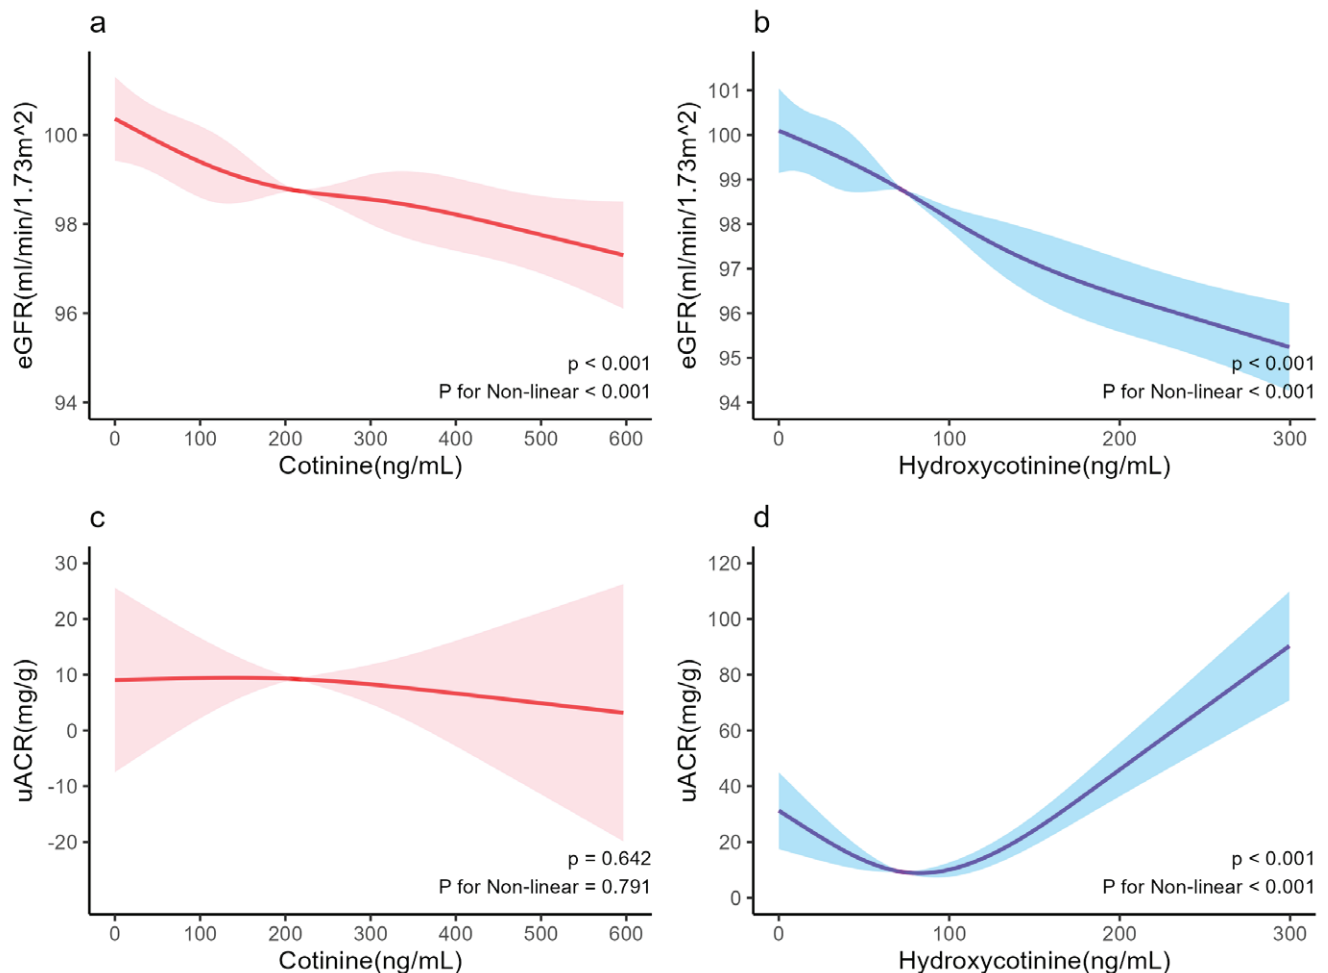 a
eGFR(ml/min/1.73m^2)
100
98
96
94
p < 0.001
P for Non-linear < 0.001
0 100 200 300 400 500 600
Cotinine(ng/mL)
b
eGFR(ml/min/1.73m^2)
101
100
99
98
97
96
95
94
p < 0.001
P for Non-linear < 0.001
0 100 200 300
Hydroxycotinine(ng/mL)
c
uACR(mg/g)
30
20
10
0
-10
-20
p = 0.642
P for Non-linear = 0.791
0 100 200 300 400 500 600
Cotinine(ng/mL)
d
uACR(mg/g)
120
100
80
60
40
20
0
p < 0.001
P for Non-linear < 0.001
0 100 200 300
Hydroxycotinine(ng/mL)